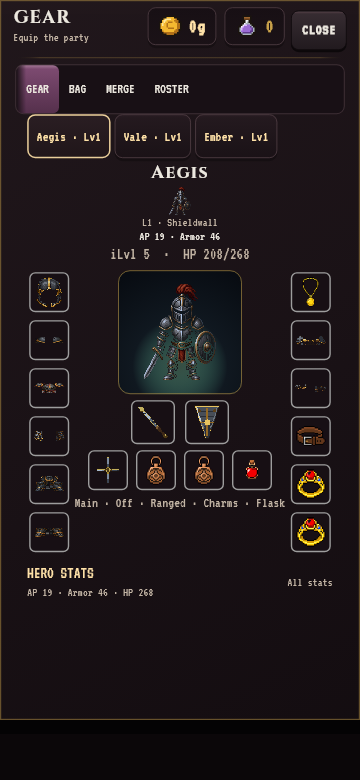 GEAR
Equip the party
0g
0
CLOSE
GEAR
BAG
MERGE
ROSTER
Aegis · Lv1
Vale · Lv1
Ember · Lv1
AEGIS
L1 · Shieldwall
AP 19 · Armor 46
iLvl 5 · HP 208/268
Main · Off · Ranged · Charms · Flask
HERO STATS
AP 19 · Armor 46 · HP 268
All stats